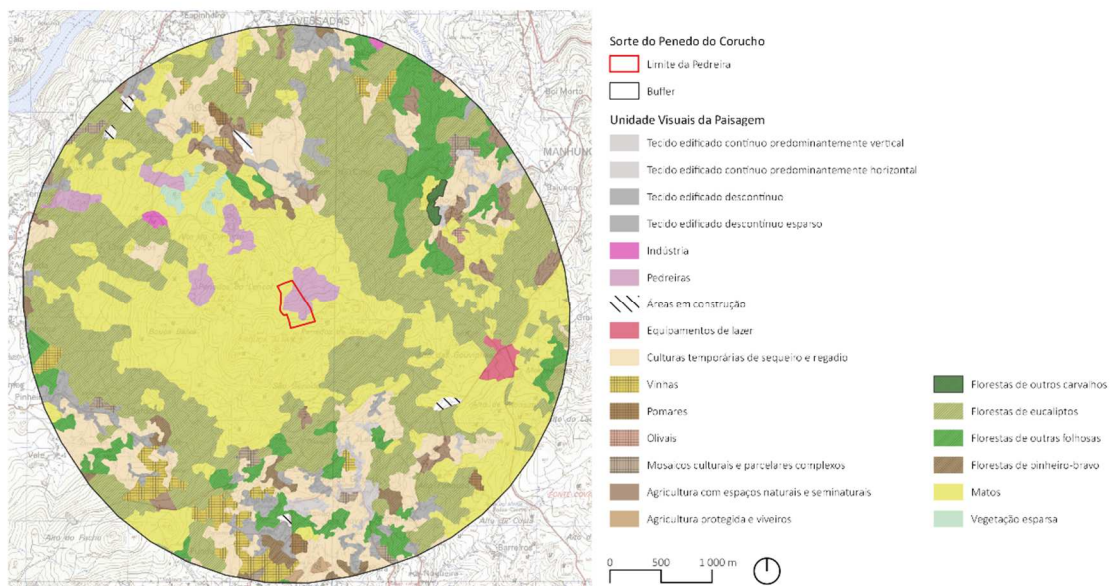 AVESSADAS
MANHUNC
Sorte do Penedo do Corucho
Limite da Pedreira
Buffer
Unidade Visuais da Paisagem
Tecido edificado contínuo predominantemente vertical
Tecido edificado contínuo predominantemente horizontal
Tecido edificado descontínuo
Tecido edificado descontínuo esparso
Indústria
Pedreiras
Áreas em construção
Equipamentos de lazer
Culturas temporárias de sequeiro e regadio
Vinhas
Pomares
Olivais
Mosaicos culturais e parcelares complexos
Agricultura com espaços naturais e seminaturais
Agricultura protegida e viveiros
Florestas de outros carvalhos
Florestas de eucaliptos
Florestas de outras folhosas
Florestas de pinheiro-bravo
Matos
Vegetação esparsa
0 500 1 000 m